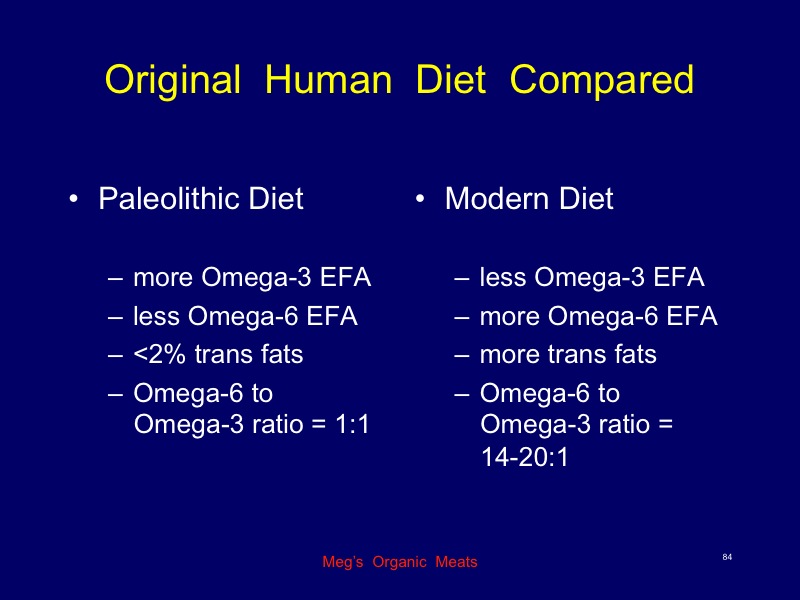 Original Human Diet Compared
• Paleolithic Diet
– more Omega-3 EFA
– less Omega-6 EFA
– <2% trans fats
– Omega-6 to
Omega-3 ratio = 1:1
• Modern Diet
– less Omega-3 EFA
– more Omega-6 EFA
– more trans fats
– Omega-6 to
Omega-3 ratio =
14-20:1
Meg’s Organic Meats
84